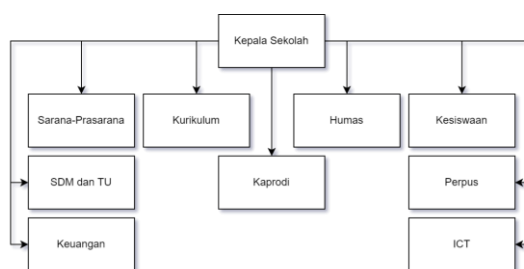 Kepala Sekolah
Sarana-Prasarana
Kurikulum
Humas
Kesiswaan
SDM dan TU
Kaprodi
Perpus
Keuangan
ICT